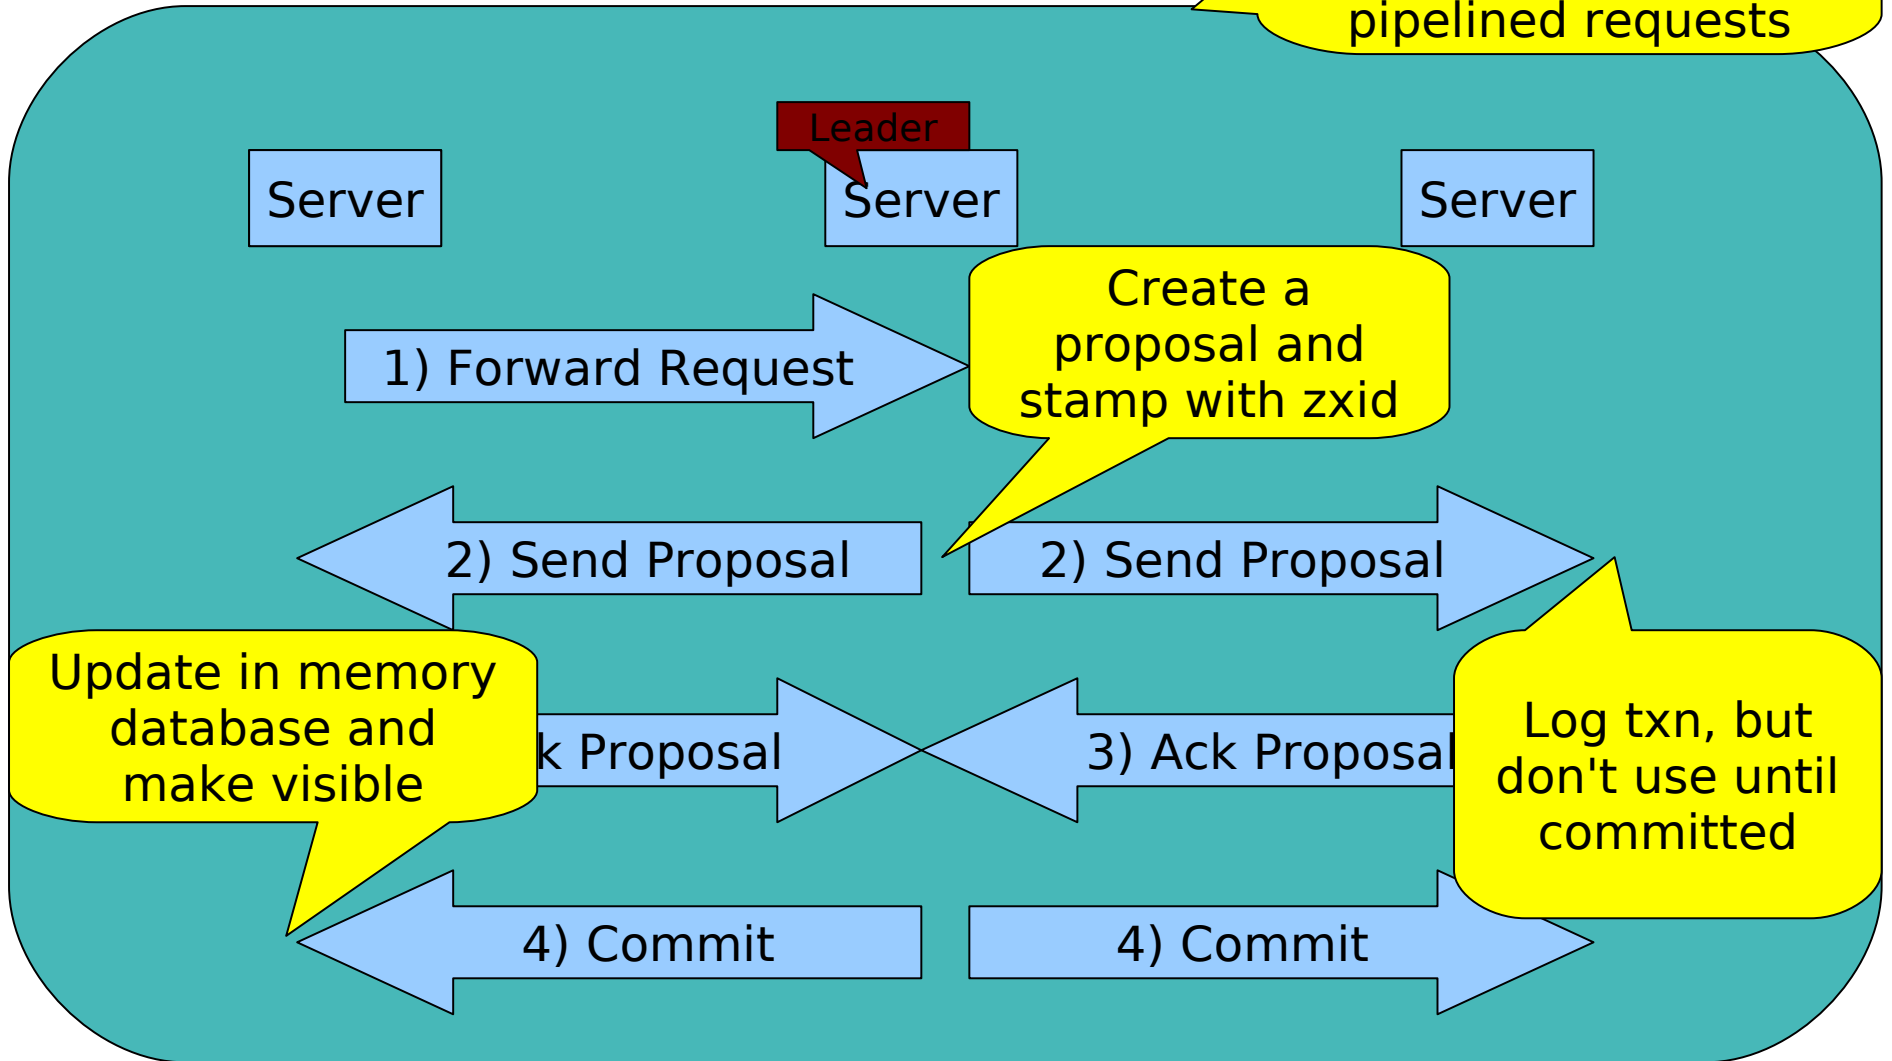 pipelined requests
Leader
Server
Server
Server
Create a
proposal and
stamp with zxid
1) Forward Request
2) Send Proposal
2) Send Proposal
Update in memory
database and
make visible
k Proposal
3) Ack Proposal
Log txn, but
don't use until
committed
4) Commit
4) Commit